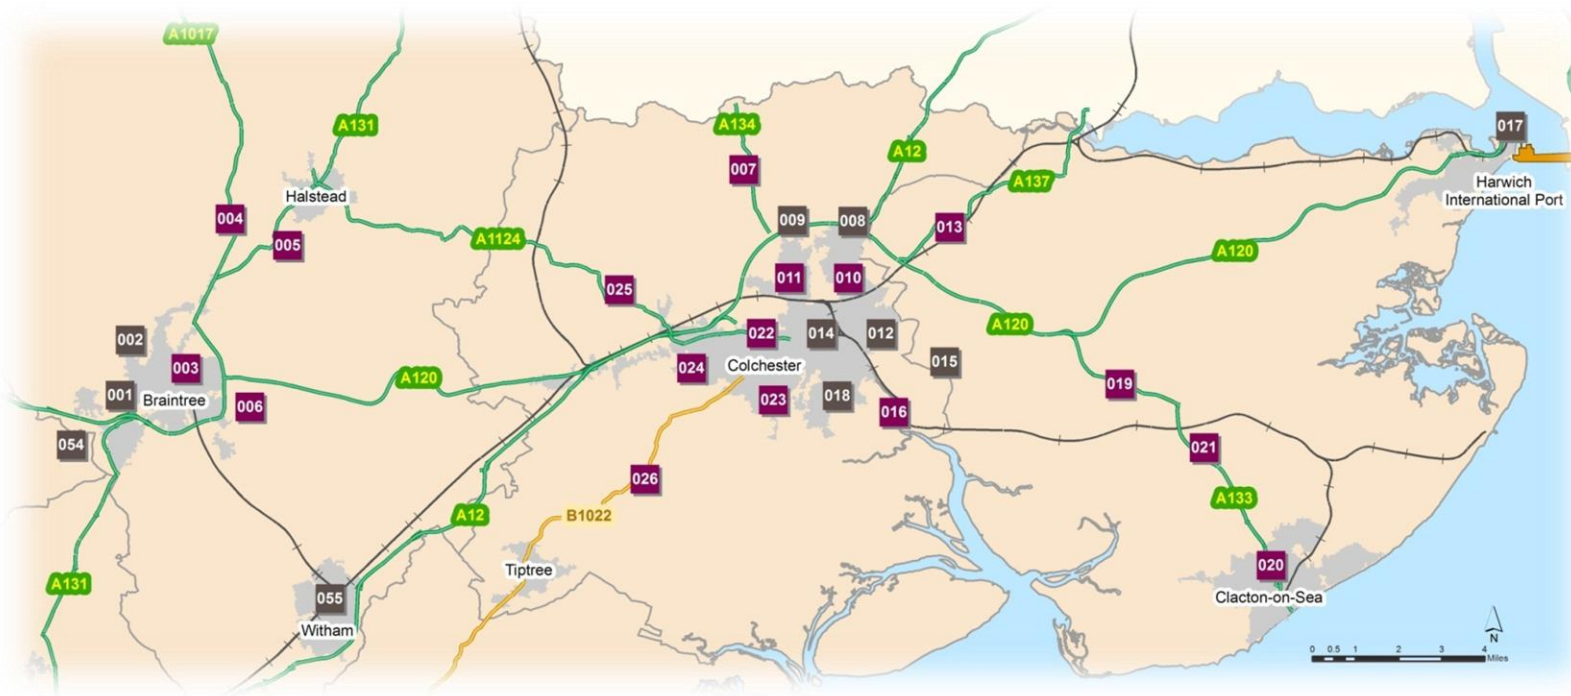 A1017
A131
A134
A12
017
007
A137
Harwich
International Port
Halstead
004
009
008
013
005
A1124
A120
011
010
025
002
022
014
012
A120
003
Colchester
024
015
A120
019
001
Braintree
006
023
018
016
054
021
026
A133
A12
B1022
020
Tiptree
A131
Clacton-on-Sea
055
Witham
N
0 0.5 1 2 3 4
Miles